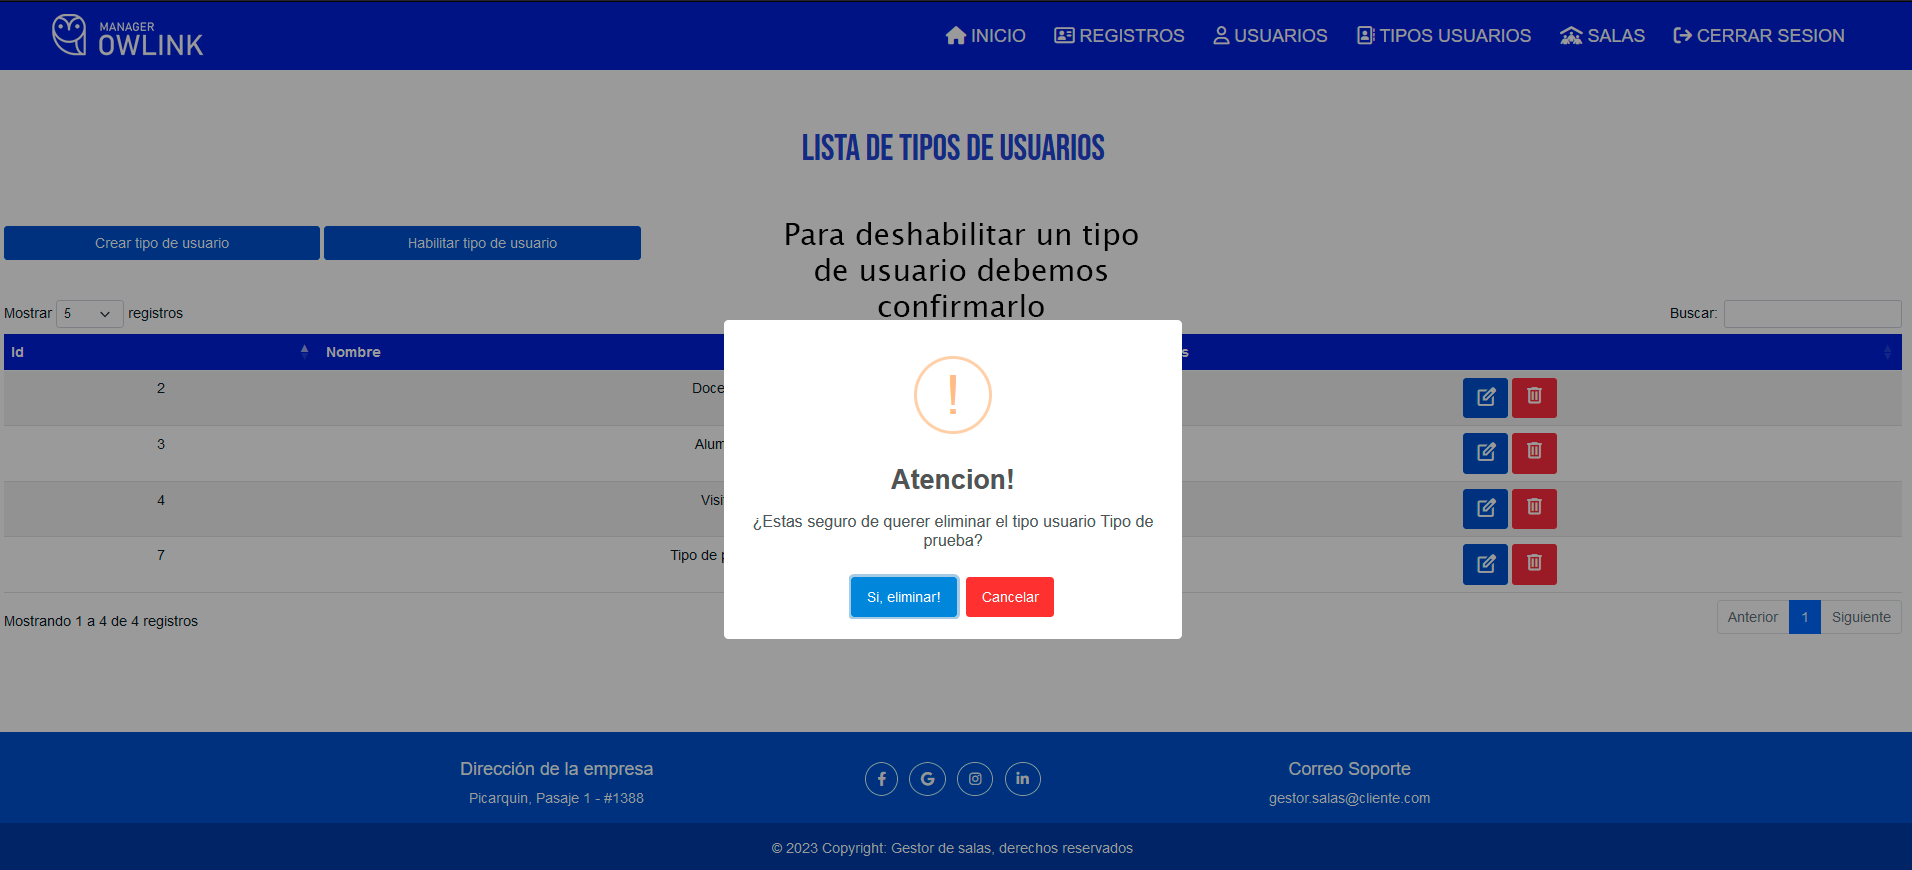 MANAGER
OWLINK
INICIO REGISTROS USUARIOS TIPOS USUARIOS SALAS CERRAR SESION
LISTA DE TIPOS DE USUARIOS
Crear tipo de usuario Habilitar tipo de usuario
Para deshabilitar un tipo
de usuario debemos
confirmarlo
Mostrar 5 registros Buscar:
Id Nombre s
2 Doce
3 Alum
4 Visi
7 Tipo de p
Atencion!
¿Estas seguro de querer eliminar el tipo usuario Tipo de
prueba?
Si, eliminar! Cancelar
Mostrando 1 a 4 de 4 registros Anterior 1 Siguiente
Dirección de la empresa
Picarquin, Pasaje 1 - #1388
Correo Soporte
gestor.salas@cliente.com
© 2023 Copyright: Gestor de salas, derechos reservados